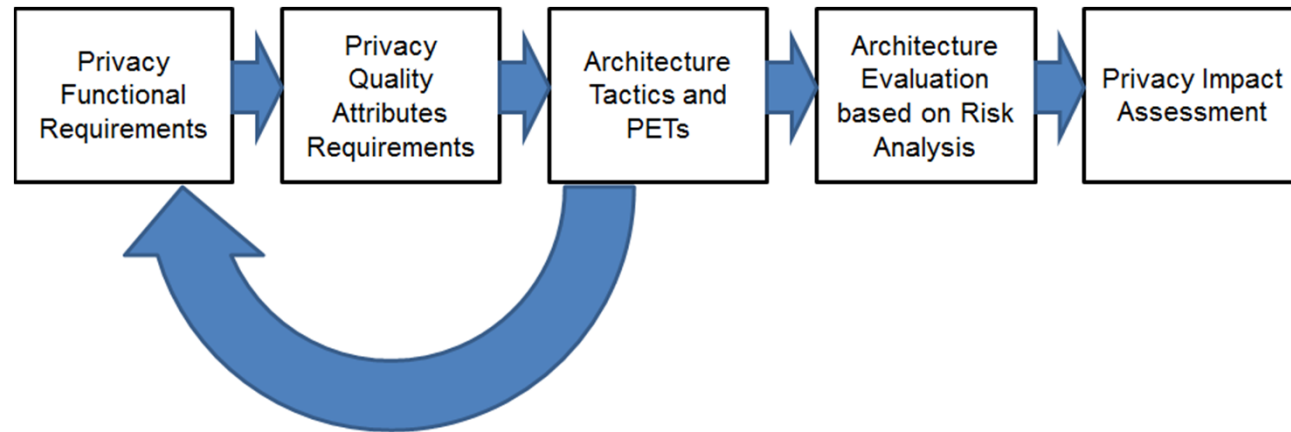 Privacy
Functional
Requirements
Privacy
Quality
Attributes
Requirements
Architecture
Tactics and
PETs
Architecture
Evaluation
based on Risk
Analysis
Privacy Impact
Assessment